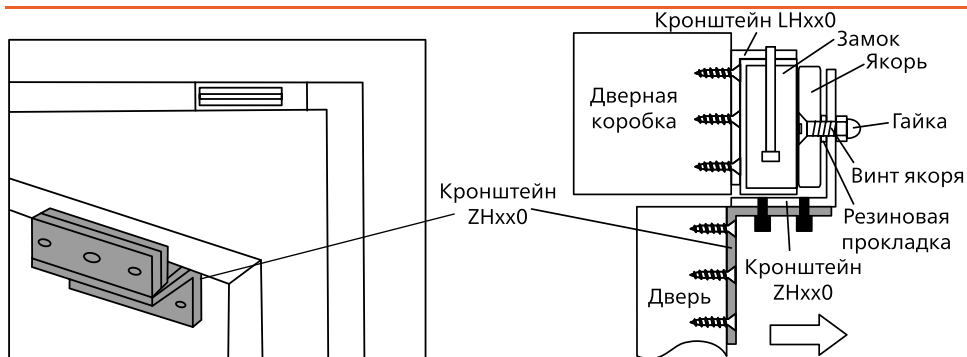 Кронштейн LHxx0
Замок
Якорь
Дверная
коробка
Гайка
Винт якоря
Кронштейн
ZHxx0
Резиновая
прокладка
Кронштейн
ZHxx0
Дверь